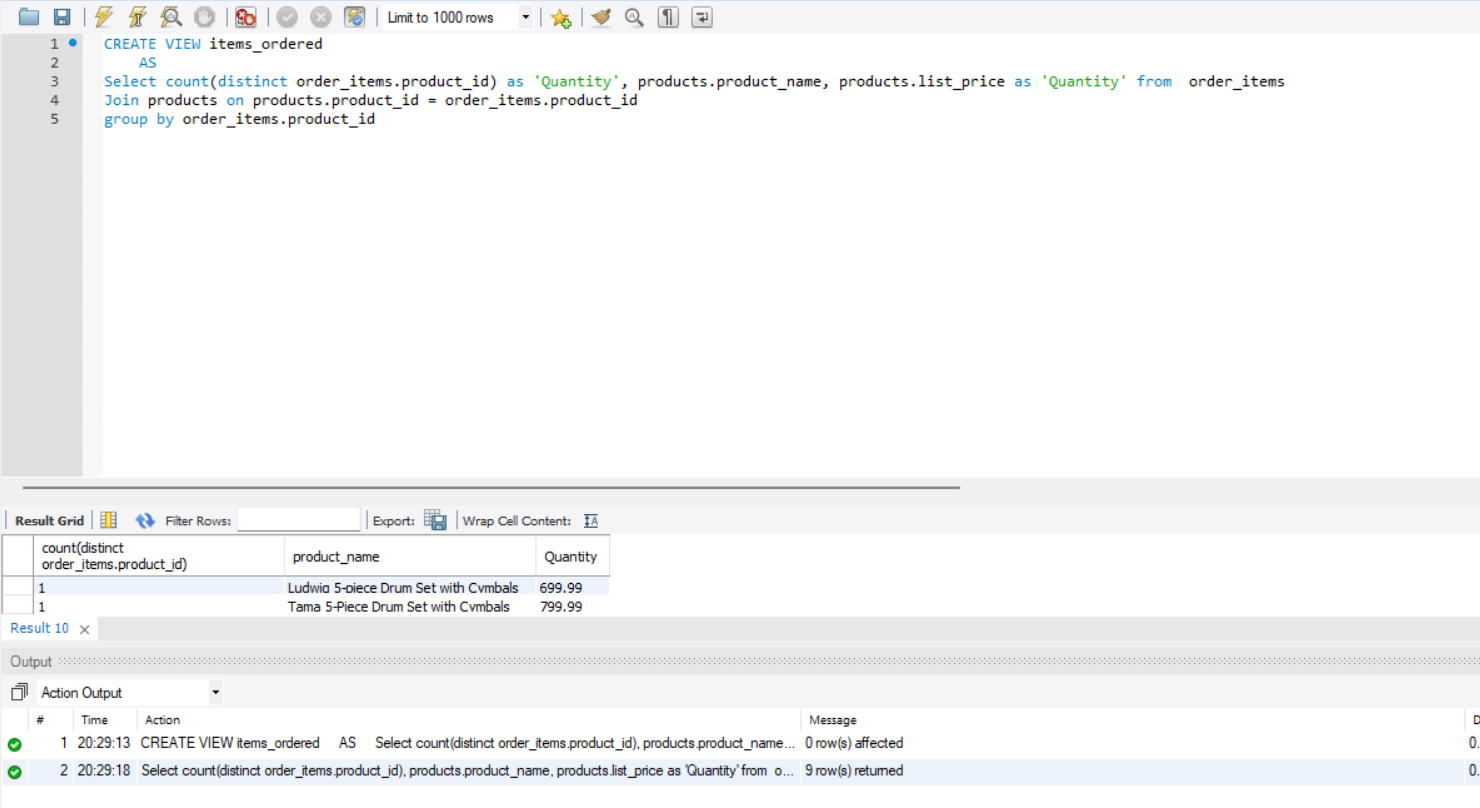 Limit to 1000 rows
1 CREATE VIEW items_ordered
2 AS
3 Select count(distinct order_items.product_id) as 'Quantity', products.product_name, products.list_price as 'Quantity' from  order_items
4 Join products on products.product_id = order_items.product_id
5 group by order_items.product_id
Result Grid Filter Rows: Export: Wrap Cell Content: IA
count(distinct
order_items.product_id) product_name Quantity
1 Ludwig 5-piece Drum Set with Cymbals 699.99
1 Tama 5-Piece Drum Set with Cymbals 799.99
Result 10
Output
Action Output
# Time Action Message D
1 20:29:13 CREATE VIEW items_ordered AS Select count(distinct order_items.product_id), products.product_name... 0 row(s) affected 0.
2 20:29:18 Select count(distinct order_items.product_id), products.product_name, products.list_price as 'Quantity' from o... 9 row(s) returned 0.